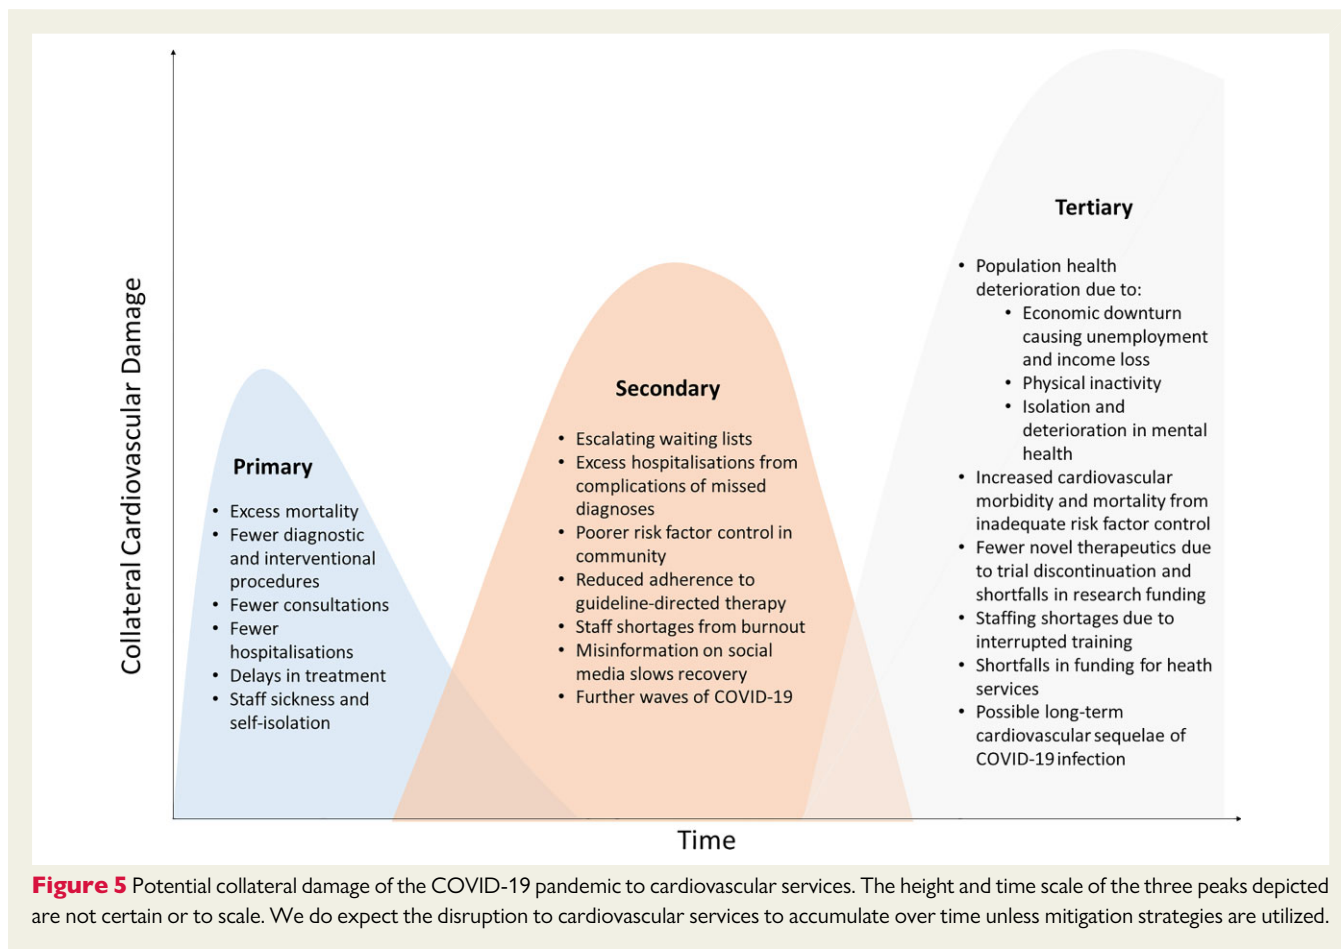 Collateral Cardiovascular Damage
Primary
• Excess mortality
• Fewer diagnostic
and interventional
procedures
• Fewer consultations
• Fewer
hospitalisations
• Delays in treatment
• Staff sickness and
self-isolation
Secondary
• Escalating waiting lists
• Excess hospitalisations from
complications of missed
diagnoses
• Poorer risk factor control in
community
• Reduced adherence to
guideline-directed therapy
• Staff shortages from burnout
• Misinformation on social
media slows recovery
• Further waves of COVID-19
Tertiary
• Population health
deterioration due to:
• Economic downturn
causing unemployment
and income loss
• Physical inactivity
• Isolation and
deterioration in mental
health
• Increased cardiovascular
morbidity and mortality from
inadequate risk factor control
• Fewer novel therapeutics due
to trial discontinuation and
shortfalls in research funding
• Staffing shortages due to
interrupted training
• Shortfalls in funding for heath
services
• Possible long-term
cardiovascular sequelae of
COVID-19 infection
Time
Figure 5 Potential collateral damage of the COVID-19 pandemic to cardiovascular services. The height and time scale of the three peaks depicted
are not certain or to scale. We do expect the disruption to cardiovascular services to accumulate over time unless mitigation strategies are utilized.